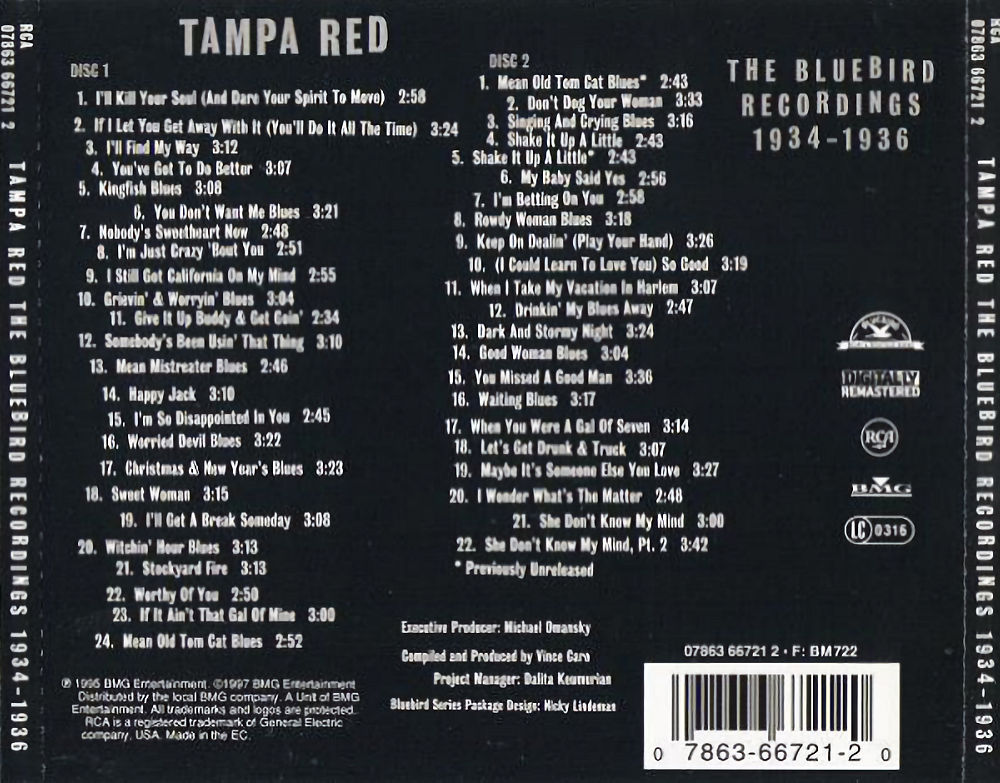 RCA
07863 66721 2
TAMPA RED THE BLUEBIRD RECORDINGS 1934-1936
TAMPA RED
DISC 1
1. I'll Kill Your Soul (And Dare Your Spirit To Move) 2:58
2. If I Let You Get Away With It (You'll Do It All The Time) 3:24
3. I'll Find My Way 3:12
4. You've Got To Do Better 3:07
5. Kingfish Blues 3:08
6. You Don't Want Me Blues 3:21
7. Nobody's Sweetheart Now 2:48
8. I'm Just Crazy 'Bout You 2:51
9. I Still Got California On My Mind 2:55
10. Grievin' & Worryin' Blues 3:04
11. Give It Up Buddy & Get Goin' 2:34
12. Somebody's Been Usin' That Thing 3:10
13. Mean Mistreater Blues 2:46
14. Happy Jack 3:10
15. I'm So Disappointed In You 2:45
16. Worried Devil Blues 3:22
17. Christmas & New Year's Blues 3:23
18. Sweet Woman 3:15
19. I'll Get A Break Someday 3:08
20. Witchin' Hour Blues 3:13
21. Stockyard Fire 3:13
22. Worthy Of You 2:50
23. If It Ain't That Gal Of Mine 3:00
24. Mean Old Tom Cat Blues 2:52
DISC 2
1. Mean Old Tom Cat Blues* 2:43
2. Don't Dog Your Woman 3:33
3. Singing And Crying Blues 3:16
4. Shake It Up A Little 2:43
5. Shake It Up A Little* 2:43
6. My Baby Said Yes 2:56
7. I'm Betting On You 2:58
8. Rowdy Woman Blues 3:18
9. Keep On Dealin' (Play Your Hand) 3:26
10. (I Could Learn To Love You) So Good 3:19
11. When I Take My Vacation In Harlem 3:07
12. Drinkin' My Blues Away 2:47
13. Dark And Stormy Night 3:24
14. Good Woman Blues 3:04
15. You Missed A Good Man 3:36
16. Waiting Blues 3:17
17. When You Were A Gal Of Seven 3:14
18. Let's Get Drunk & Truck 3:07
19. Maybe It's Someone Else You Love 3:27
20. I Wonder What's The Matter 2:48
21. She Don't Know My Mind 3:00
22. She Don't Know My Mind, Pt. 2 3:42
* Previously Unreleased
THE BLUEBIRD
RECORDINGS
1934-1936
DIGITALLY
REMASTERED
RCA
BMG
LC 0316
Executive Producer: Michael Omansky
Compiled and Produced by Vince Caro
Project Manager: Dalita Keumurian
Bluebird Series Package Design: Nicky Lindeman
℗ 1995 BMG Entertainment. ©1997 BMG Entertainment
Distributed by the local BMG company. A Unit of BMG
Entertainment. All trademarks and logos are protected.
RCA is a registered trademark of General Electric
company, USA. Made in the EC.
07863 66721 2 • F: BM722
0 7863-66721-2 0
RCA
07863 66721 2
TAMPA RED THE BLUEBIRD RECORDINGS 1934-1936